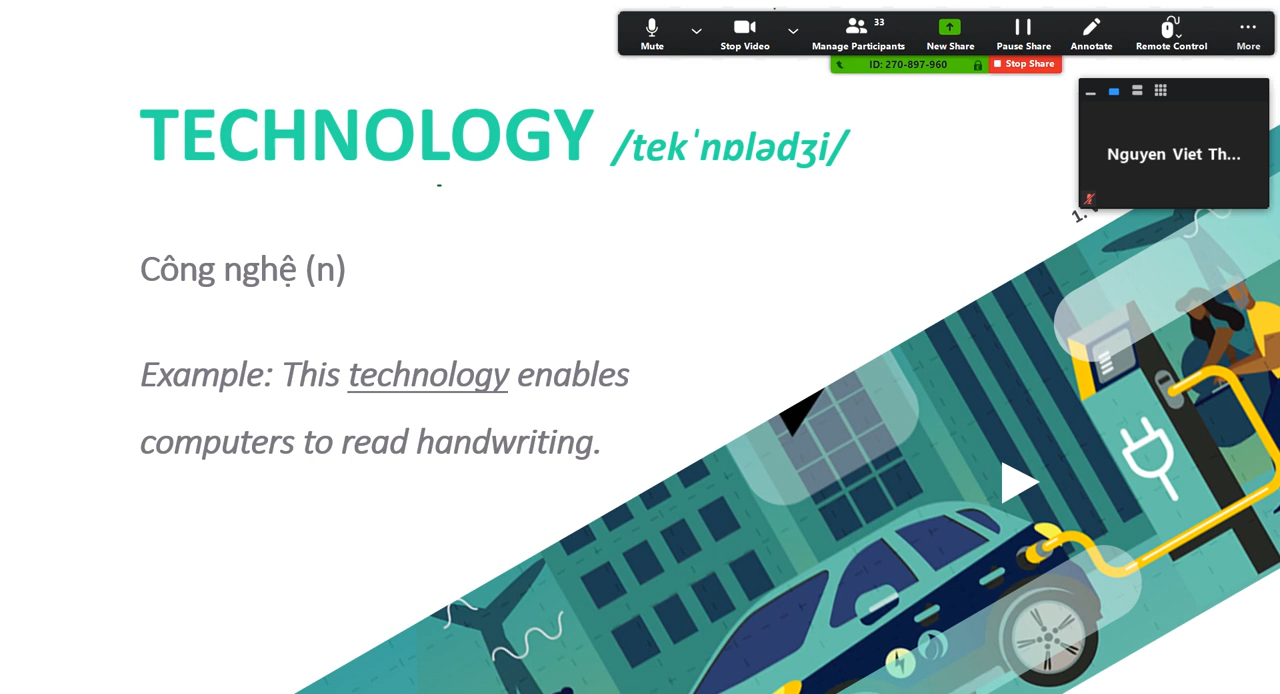 33
Mute
Stop Video
Manage Participants
New Share
Pause Share
Annotate
Remote Control
More
ID: 270-897-960
Stop Share
Nguyen Viet Th...
TECHNOLOGY /tekˈnɒlədʒi/
1.
Công nghệ (n)
Example: This technology enables
computers to read handwriting.